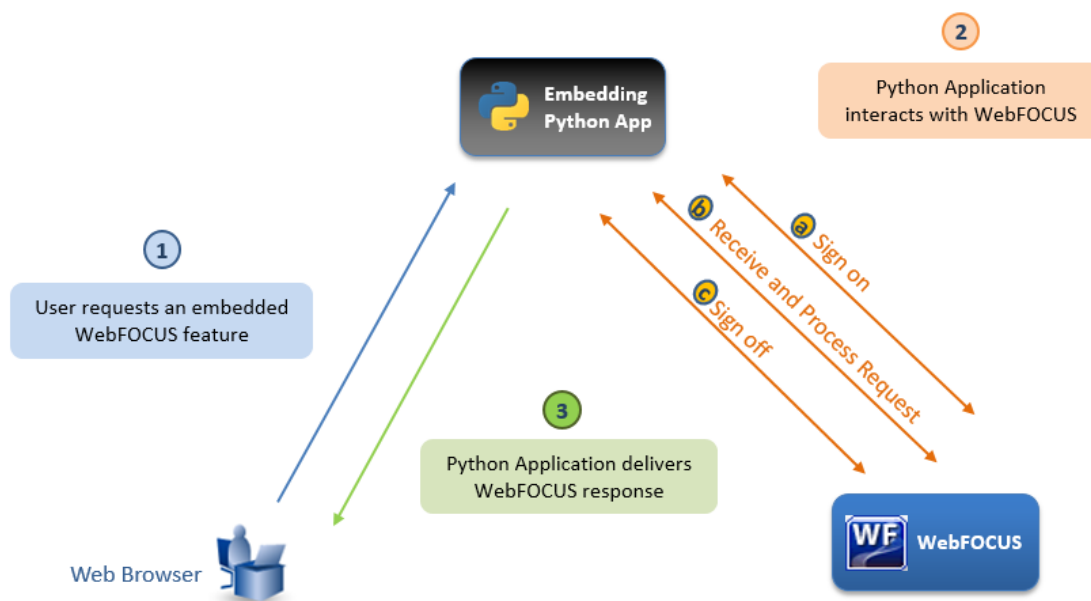 1
User requests an embedded
WebFOCUS feature
Embedding
Python App
2
Python Application
interacts with WebFOCUS
a Sign on
b Receive and Process Request
c Sign off
3
Python Application delivers
WebFOCUS response
Web Browser
WF WebFOCUS